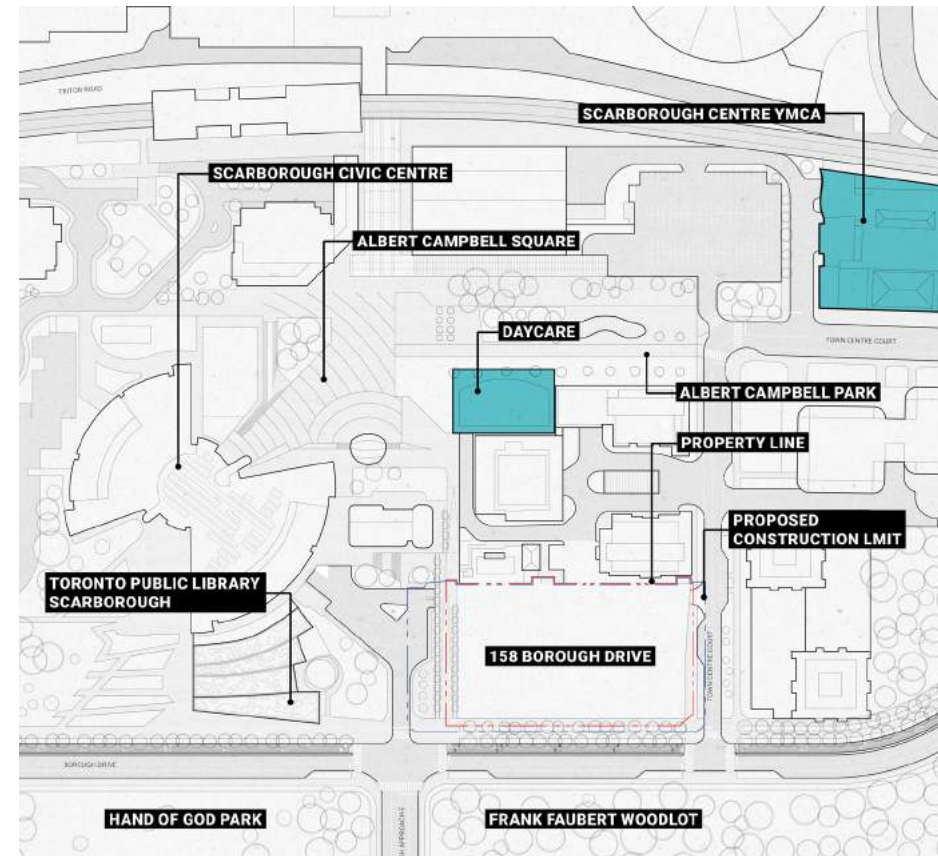 TRITON ROAD
SCARBOROUGH CENTRE YMCA
SCARBOROUGH CIVIC CENTRE
ALBERT CAMPBELL SQUARE
DAYCARE
TOWN CENTRE COURT
ALBERT CAMPBELL PARK
PROPERTY LINE
PROPOSED
CONSTRUCTION LMIT
TORONTO PUBLIC LIBRARY
SCARBOROUGH
158 BOROUGH DRIVE
TOWN CENTRE COURT
BOROUGH DRIVE
HAND OF GOD PARK
FRANK FAUBERT WOODLOT
APPROACH